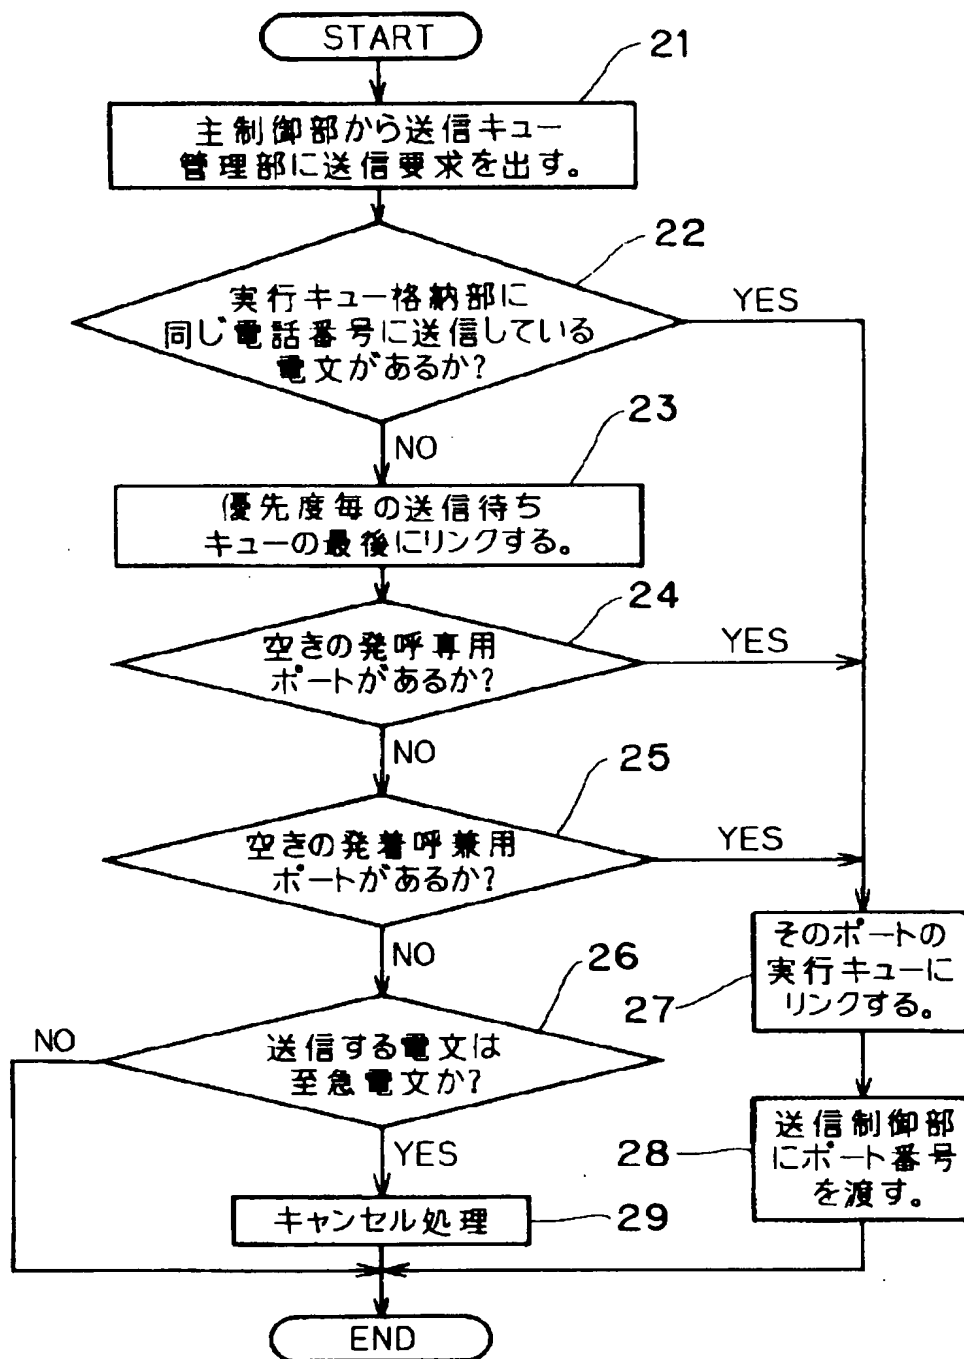 START
21
主制御部から送信キュー
管理部に送信要求を出す。
22
実行キュー格納部に
同じ電話番号に送信している
電文があるか?
YES
NO
23
優先度毎の送信待ち
キューの最後にリンクする。
24
空きの発呼専用
ポートがあるか?
YES
NO
25
空きの発着呼兼用
ポートがあるか?
YES
NO
そのポートの
実行キューに
リンクする。
27
26
送信する電文は
至急電文か?
NO
YES
送信制御部
にポート番号
を渡す。
28
キャンセル処理
29
END